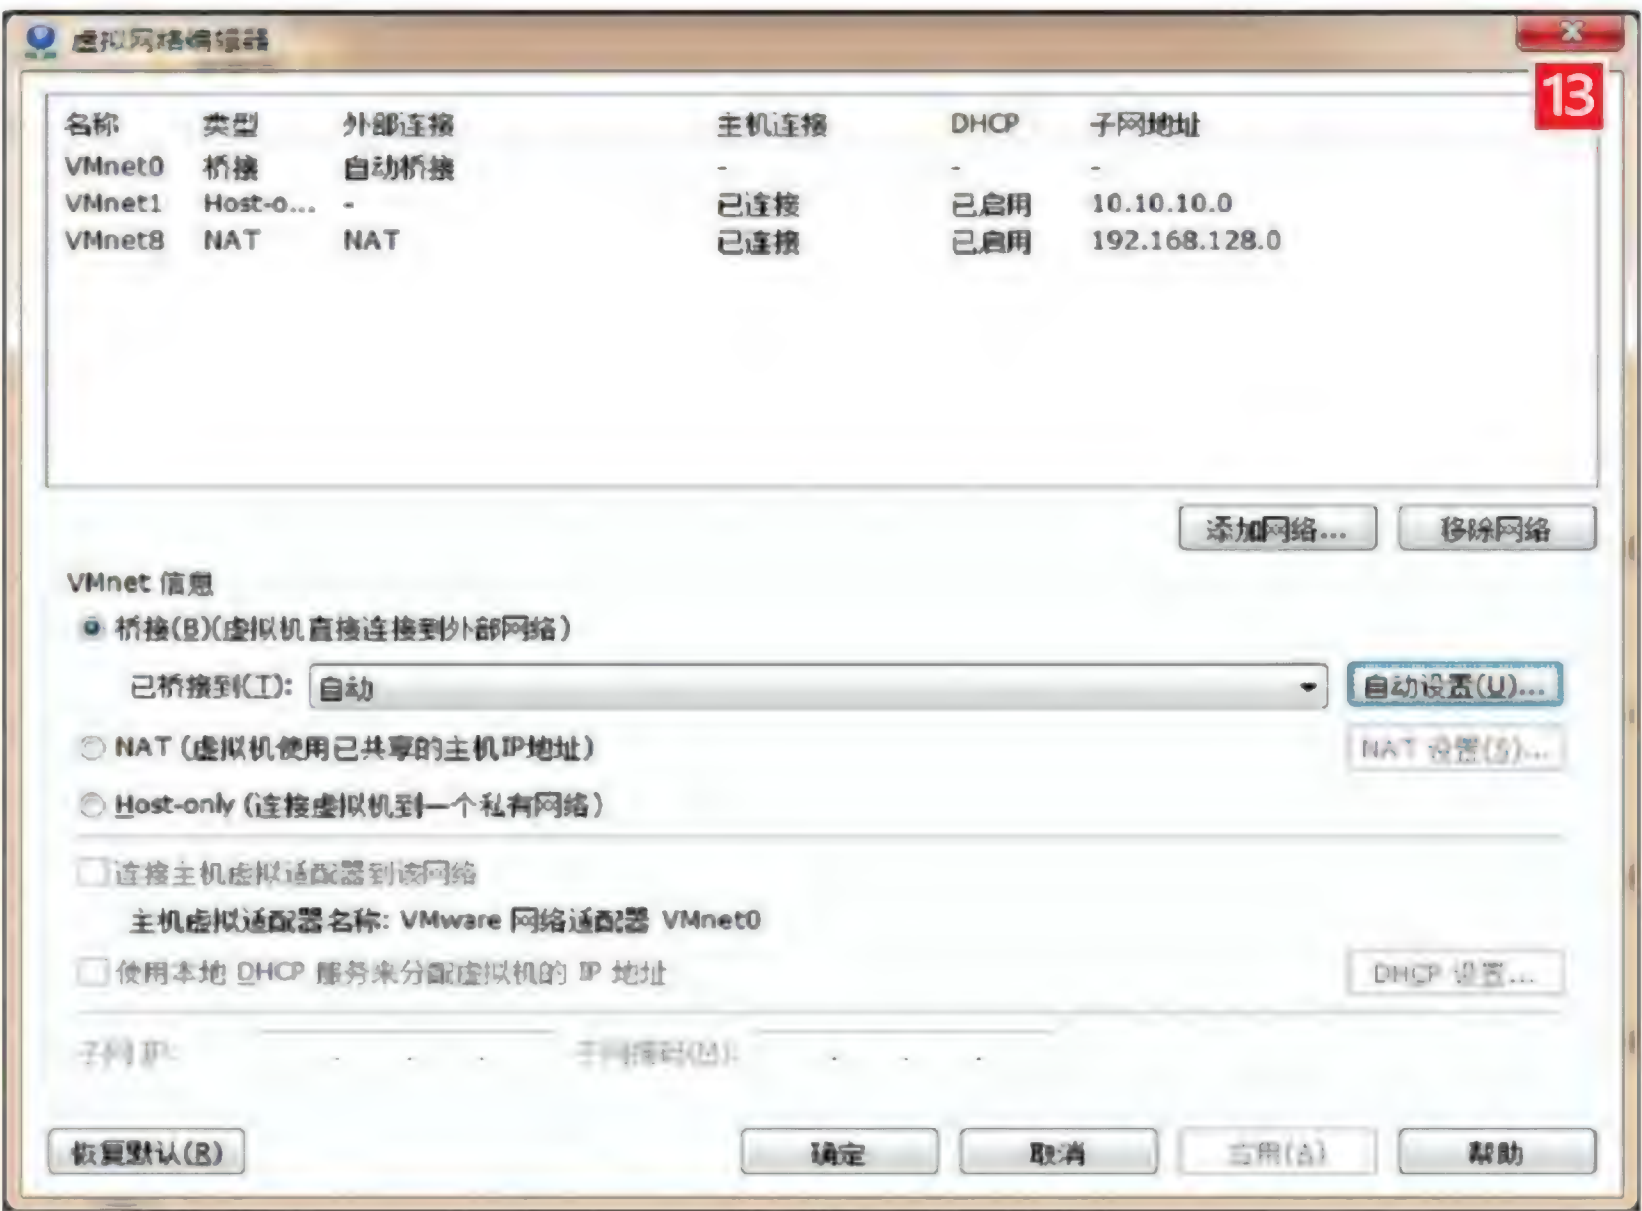 虚拟网络编辑器
13
名称 类型 外部连接 主机连接 DHCP 子网地址
VMnet0 桥接 自动桥接 - - -
VMnet1 Host-o... - 已连接 已启用 10.10.10.0
VMnet8 NAT NAT 已连接 已启用 192.168.128.0
添加网络... 移除网络
VMnet 信息
桥接(B)(虚拟机直接连接到外部网络)
已桥接到(T): 自动 自动设置(U)...
NAT (虚拟机使用已共享的主机IP地址) NAT 设置(S)...
Host-only (连接虚拟机到一个私有网络)
连接主机虚拟适配器到该网络
主机虚拟适配器名称: VMware 网络适配器 VMnet0
使用本地 DHCP 服务来分配虚拟机的 IP 地址 DHCP 设置...
子网 IP: . . . 子网掩码(M): . . .
恢复默认(R) 确定 取消 应用(A) 帮助